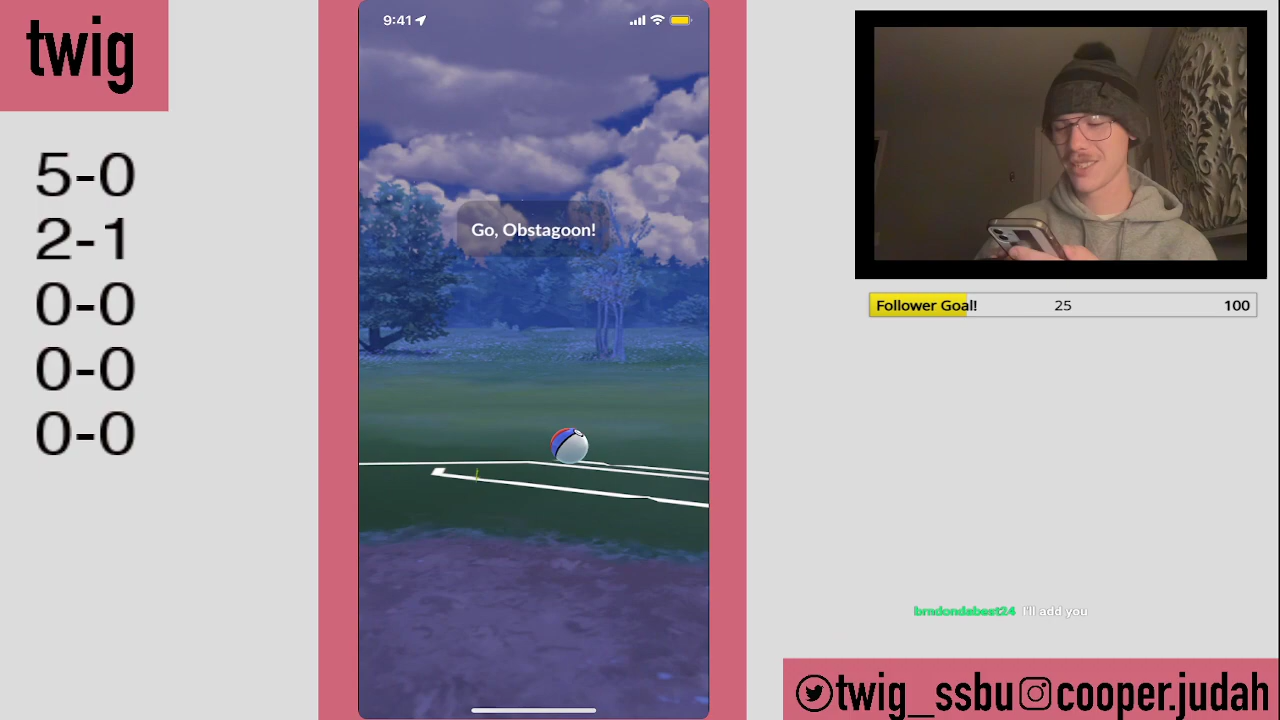 twig
5-0
2-1
0-0
0-0
0-0
9:41
Go, Obstagoon!
Follower Goal! 25 100
brndondabest24 I'll add you
twig_ssbu cooper.judah